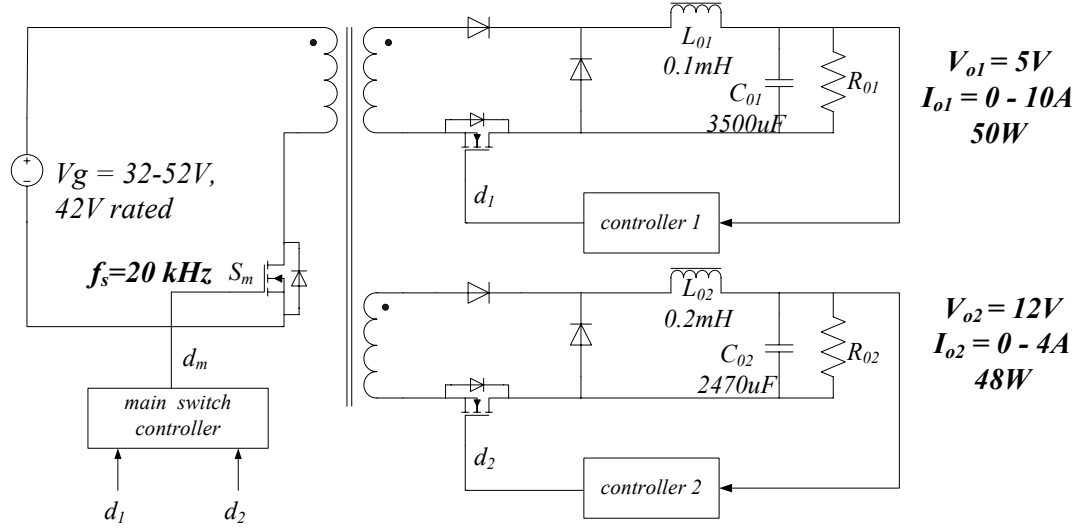 L01
0.1mH
C01
3500uF
R01
Vo1 = 5V
Io1 = 0 - 10A
50W
+
−
Vg = 32-52V,
42V rated
d1
controller 1
fs=20 kHz
Sm
L02
0.2mH
C02
2470uF
R02
Vo2 = 12V
Io2 = 0 - 4A
48W
dm
main switch
controller
d2
controller 2
d1
d2